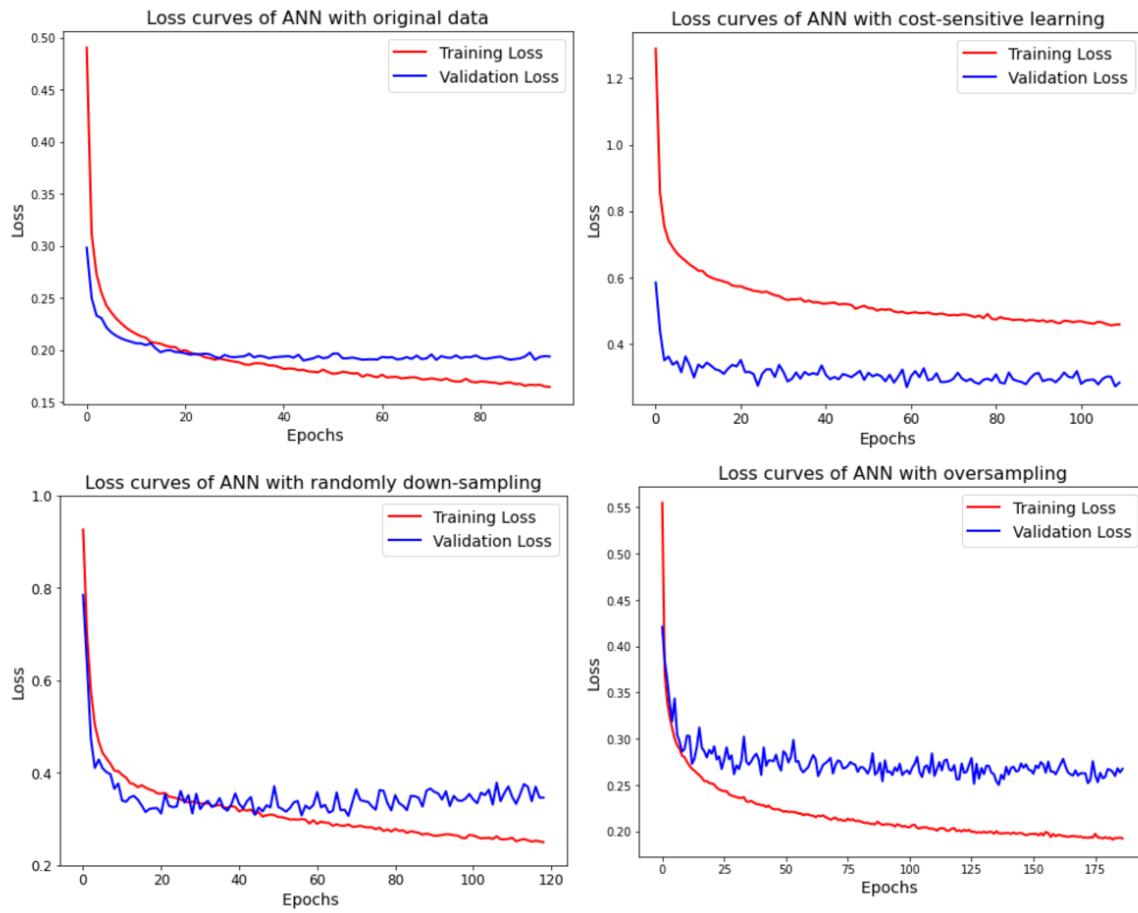 Loss curves of ANN with original data
Training Loss
Validation Loss
0.50
0.45
0.40
0.35
0.30
0.25
0.20
0.15
Loss
0
20
40
60
80
Epochs
Loss curves of ANN with cost-sensitive learning
Training Loss
Validation Loss
1.2
1.0
0.8
0.6
0.4
Loss
0
20
40
60
80
100
Epochs
Loss curves of ANN with randomly down-sampling
Training Loss
Validation Loss
1.0
0.8
0.6
0.4
0.2
Loss
0
20
40
60
80
100
120
Epochs
Loss curves of ANN with oversampling
Training Loss
Validation Loss
0.55
0.50
0.45
0.40
0.35
0.30
0.25
0.20
Loss
0
25
50
75
100
125
150
175
Epochs